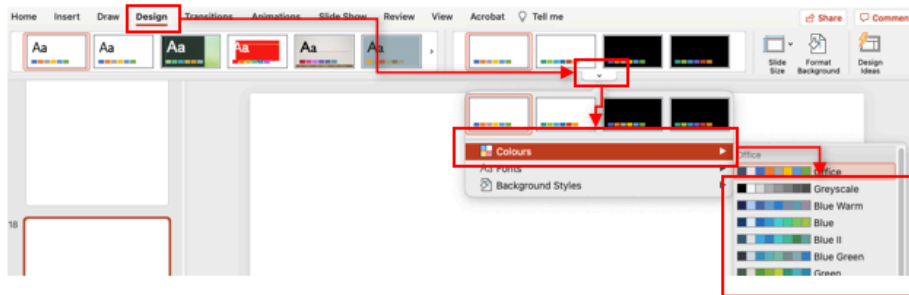 Home Insert Draw Design Transitions Animations Slide Show Review View Acrobat Tell me Share Commen
Aa Aa Aa Aa Aa Aa
Slide Size Format Background Design Ideas
Colours
Aa Fonts
Background Styles
Office
Office
Greyscale
Blue Warm
Blue
Blue II
Blue Green
Green
18